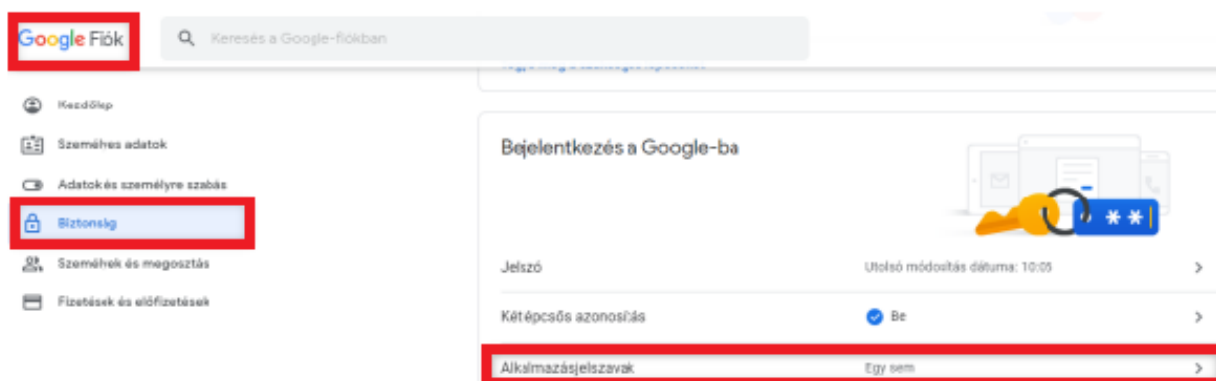 Google Fiók
Keresés a Google-fiókban
Kezdőlap
Személyes adatok
Adatok és személyre szabás
Biztonság
Személyek és megosztás
Fizetések és előfizetések
Bejelentkezés a Google-ba
**
Jelszó Utolsó módosítás dátuma: 10:05
Kétépcsős azonosítás Be
Alkalmazásjelszavak Egy sem